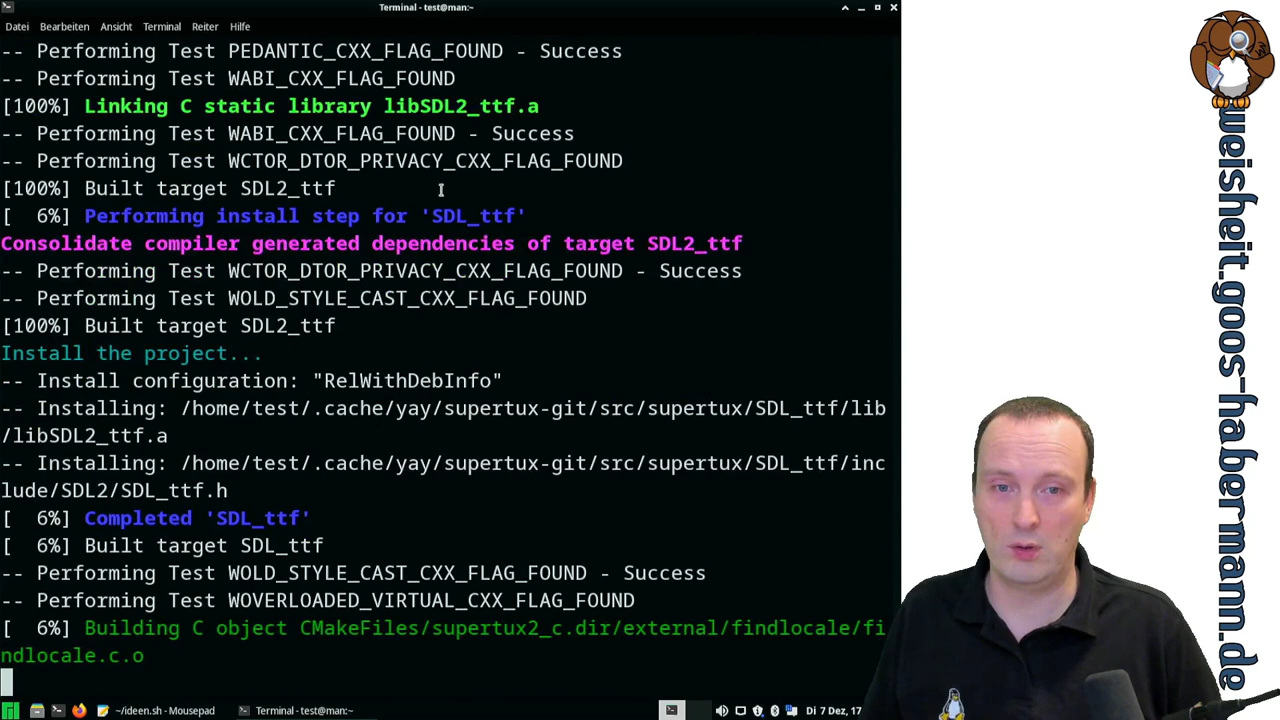 Terminal - test@man:~
Datei Bearbeiten Ansicht Terminal Reiter Hilfe
-- Performing Test PEDANTIC_CXX_FLAG_FOUND - Success
-- Performing Test WABI_CXX_FLAG_FOUND
[100%] Linking C static library libSDL2_ttf.a
-- Performing Test WABI_CXX_FLAG_FOUND - Success
-- Performing Test WCTOR_DTOR_PRIVACY_CXX_FLAG_FOUND
[100%] Built target SDL2_ttf
[  6%] Performing install step for 'SDL_ttf'
Consolidate compiler generated dependencies of target SDL2_ttf
-- Performing Test WCTOR_DTOR_PRIVACY_CXX_FLAG_FOUND - Success
-- Performing Test WOLD_STYLE_CAST_CXX_FLAG_FOUND
[100%] Built target SDL2_ttf
Install the project...
-- Install configuration: "RelWithDebInfo"
-- Installing: /home/test/.cache/yay/supertux-git/src/supertux/SDL_ttf/lib
/libSDL2_ttf.a
-- Installing: /home/test/.cache/yay/supertux-git/src/supertux/SDL_ttf/inc
lude/SDL2/SDL_ttf.h
[  6%] Completed 'SDL_ttf'
[  6%] Built target SDL_ttf
-- Performing Test WOLD_STYLE_CAST_CXX_FLAG_FOUND - Success
-- Performing Test WOVERLOADED_VIRTUAL_CXX_FLAG_FOUND
[  6%] Building C object CMakeFiles/supertux2_c.dir/external/findlocale/fi
ndlocale.c.o
~/ideen.sh - Mousepad
Terminal - test@man:~
Di 7 Dez, 17
weisheit.goos-habermann.de